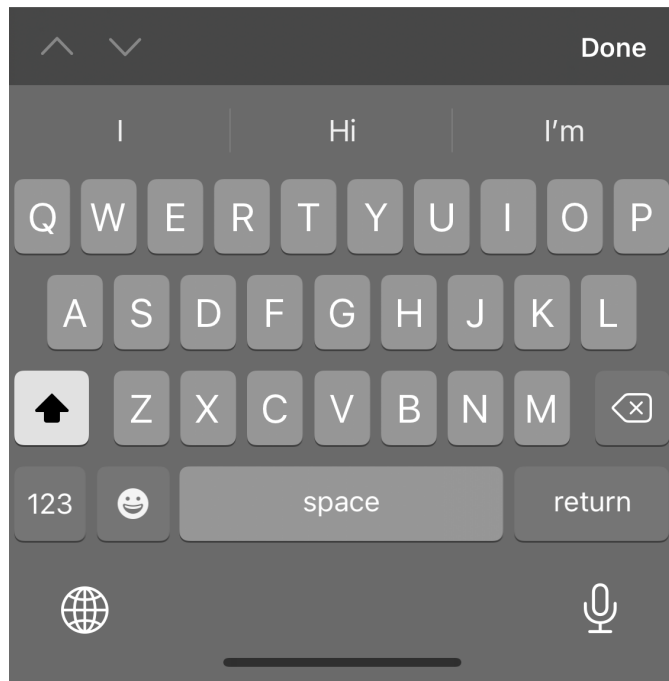 Done
I Hi I’m
Q W E R T Y U I O P
A S D F G H J K L
Z X C V B N M
123 space return